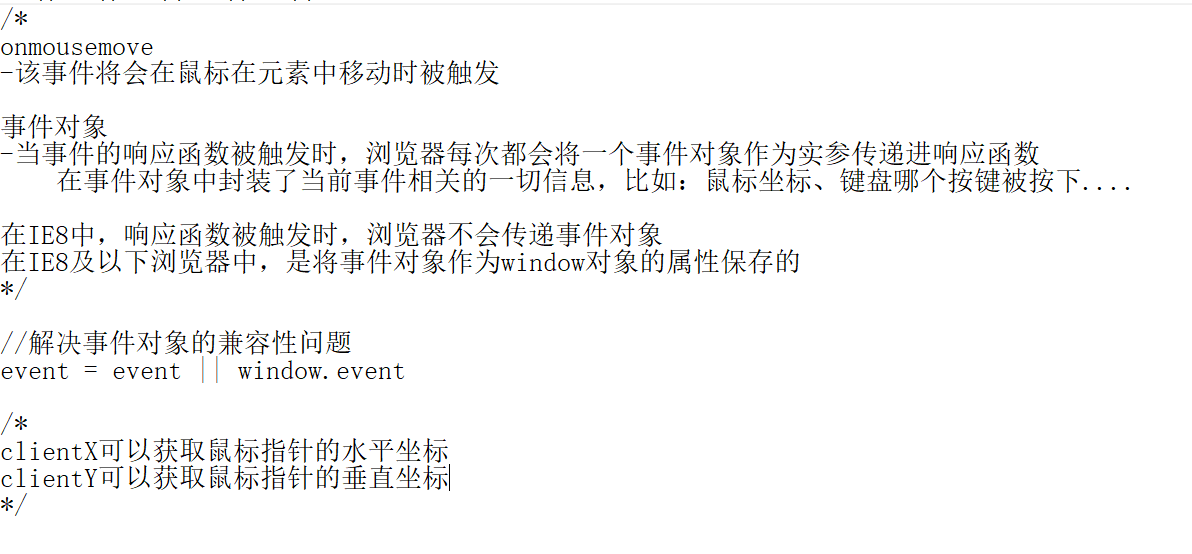 /*
onmousemove
-该事件将会在鼠标在元素中移动时被触发
事件对象
-当事件的响应函数被触发时，浏览器每次都会将一个事件对象作为实参传递进响应函数
在事件对象中封装了当前事件相关的一切信息，比如：鼠标坐标、键盘哪个按键被按下....
在IE8中，响应函数被触发时，浏览器不会传递事件对象
在IE8及以下浏览器中，是将事件对象作为window对象的属性保存的
*/
//解决事件对象的兼容性问题
event = event || window.event
/*
clientX可以获取鼠标指针的水平坐标
clientY可以获取鼠标指针的垂直坐标
*/